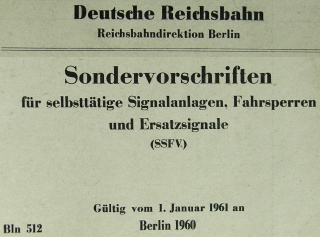 Deutsche Reichsbahn
Reichsbahndirektion Berlin
Sondervorschriften
für selbsttätige Signalanlagen, Fahrsperren
und Ersatzsignale
(SSFV.)
Gültig vom 1. Januar 1961 an
Bln 512
Berlin 1960